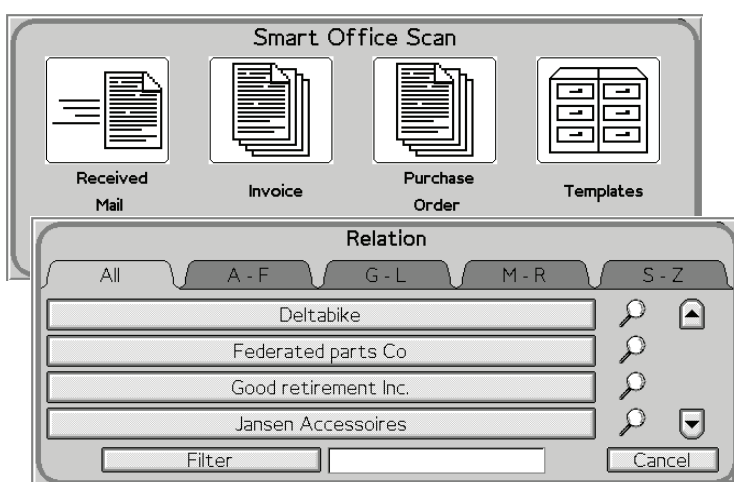 Smart Office Scan
Received
Mail
Invoice
Purchase
Order
Templates
Relation
All A - F G - L M - R S - Z
Deltabike
Federated parts Co
Good retirement Inc.
Jansen Accessoires
Filter Cancel